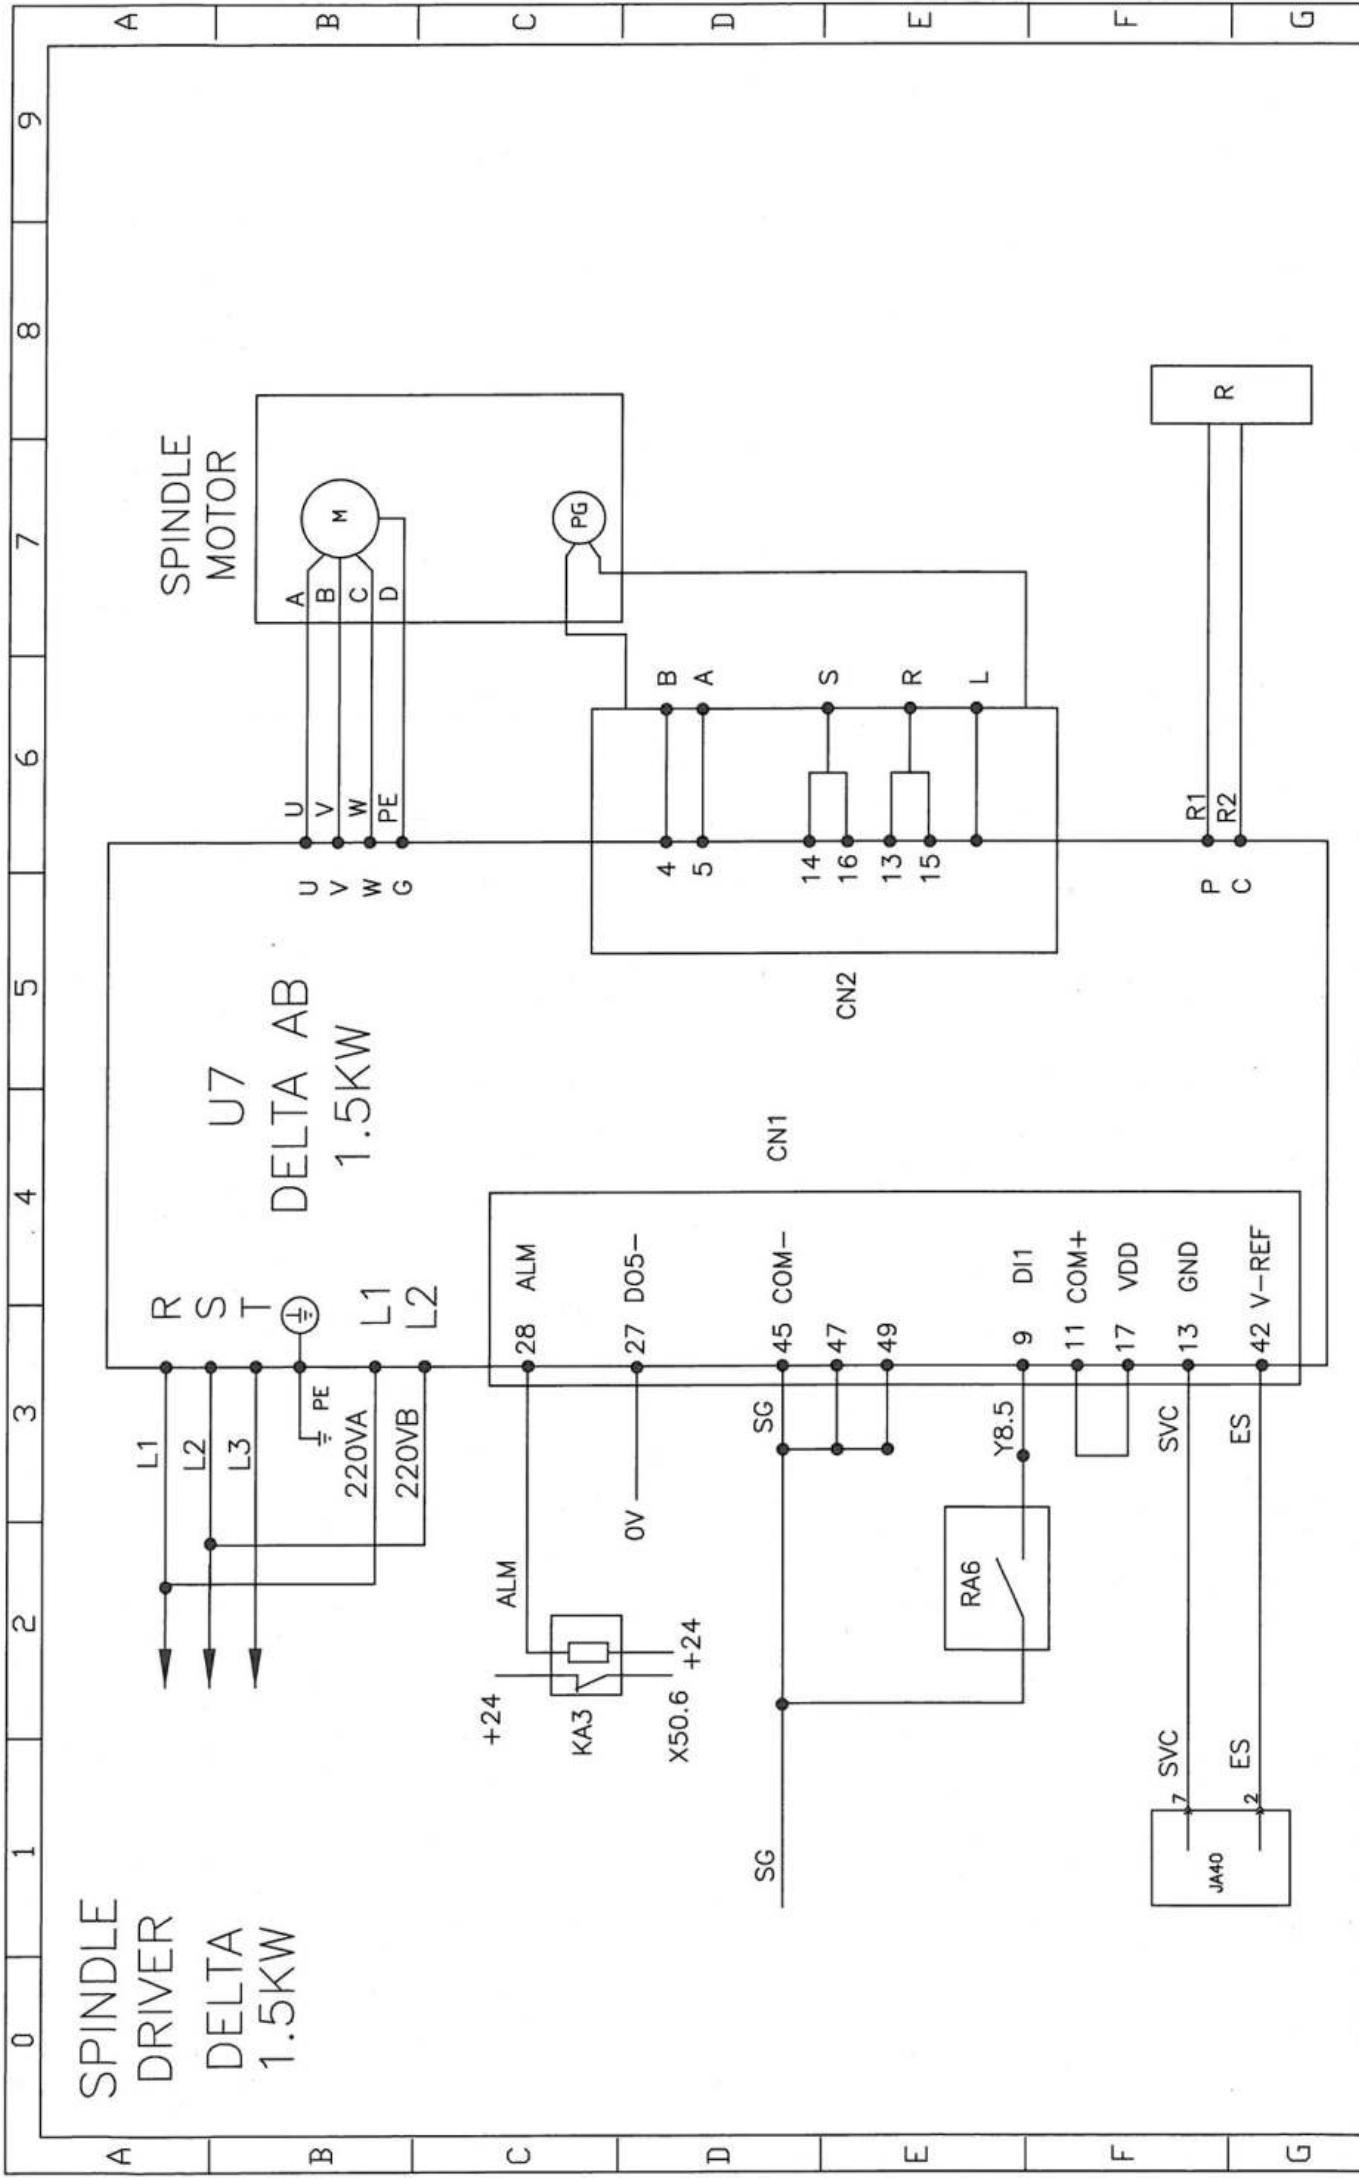 0 1 2 3 4 5 6 7 8 9
A
B
C
D
E
F
G
A
B
C
D
E
F
G
SPINDLE
DRIVER
DELTA
1.5KW
L1
L2
L3
PE
220VA
220VB
R
S
T
L1
L2
U7
DELTA AB
1.5KW
U
V
W
G
U
V
W
PE
A
B
C
D
M
SPINDLE
MOTOR
PG
+24
KA3
X50.6
+24
ALM
28 ALM
0V
27 DO5-
SG
SG
45 COM-
47
49
CN1
RA6
Y8.5
9 DI1
11 COM+
17 VDD
JA40
7
SVC
SVC
13 GND
2
ES
ES
42 V-REF
CN2
4
5
14
16
13
15
B
A
S
R
L
P
C
R1
R2
R